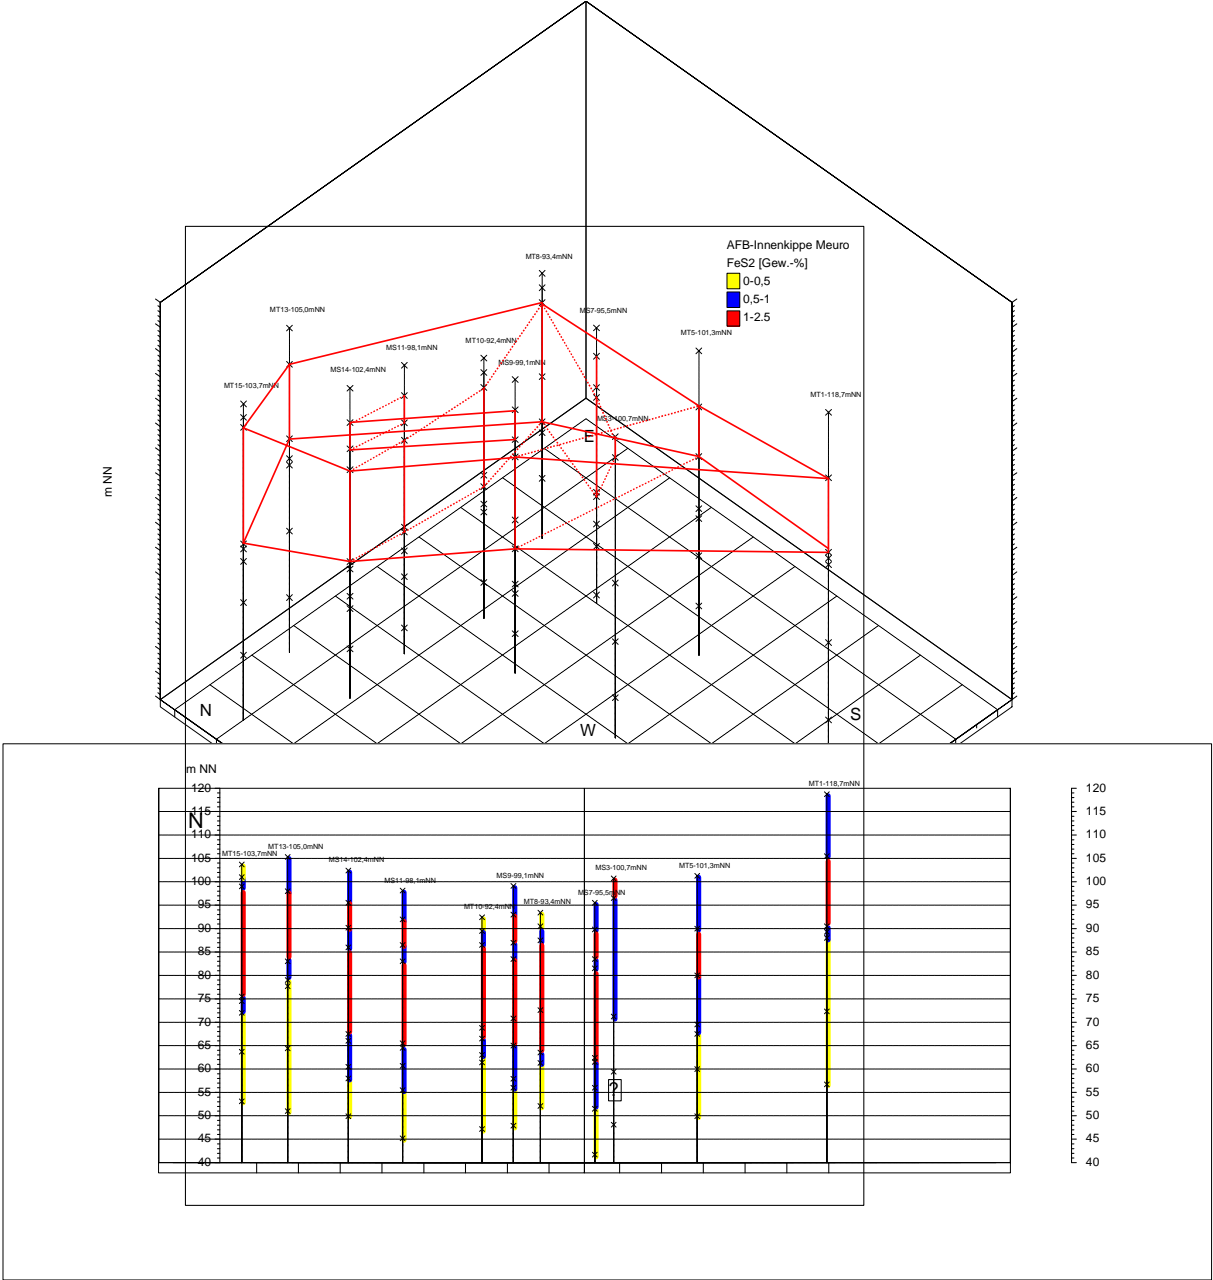 MT8-93,4mNN
AFB-Innenkippe Meuro
FeS2 [Gew.-%]
0-0,5
0,5-1
1-2.5
MT13-105,0mNN
MS7-95,5mNN
MT5-101,3mNN
MT10-92,4mNN
MS11-98,1mNN
MS9-99,1mNN
MS14-102,4mNN
MT15-103,7mNN
MT1-118,7mNN
MS3-100,7mNN
E
m NN
N
S
W
m NN
MT1-118,7mNN
120 120
115 115
N
110 110
MT13-105,0mNN
MT15-103,7mNN
MS14-102,4mNN
105 105
MS3-100,7mNN
MT5-101,3mNN
MS9-99,1mNN
MS11-98,1mNN
100 100
MS7-95,5mNN
MT8-93,4mNN
MT10-92,4mNN
95 95
90 90
85 85
80 80
75 75
70 70
65 65
60 60
?
55 55
50 50
45 45
40 40